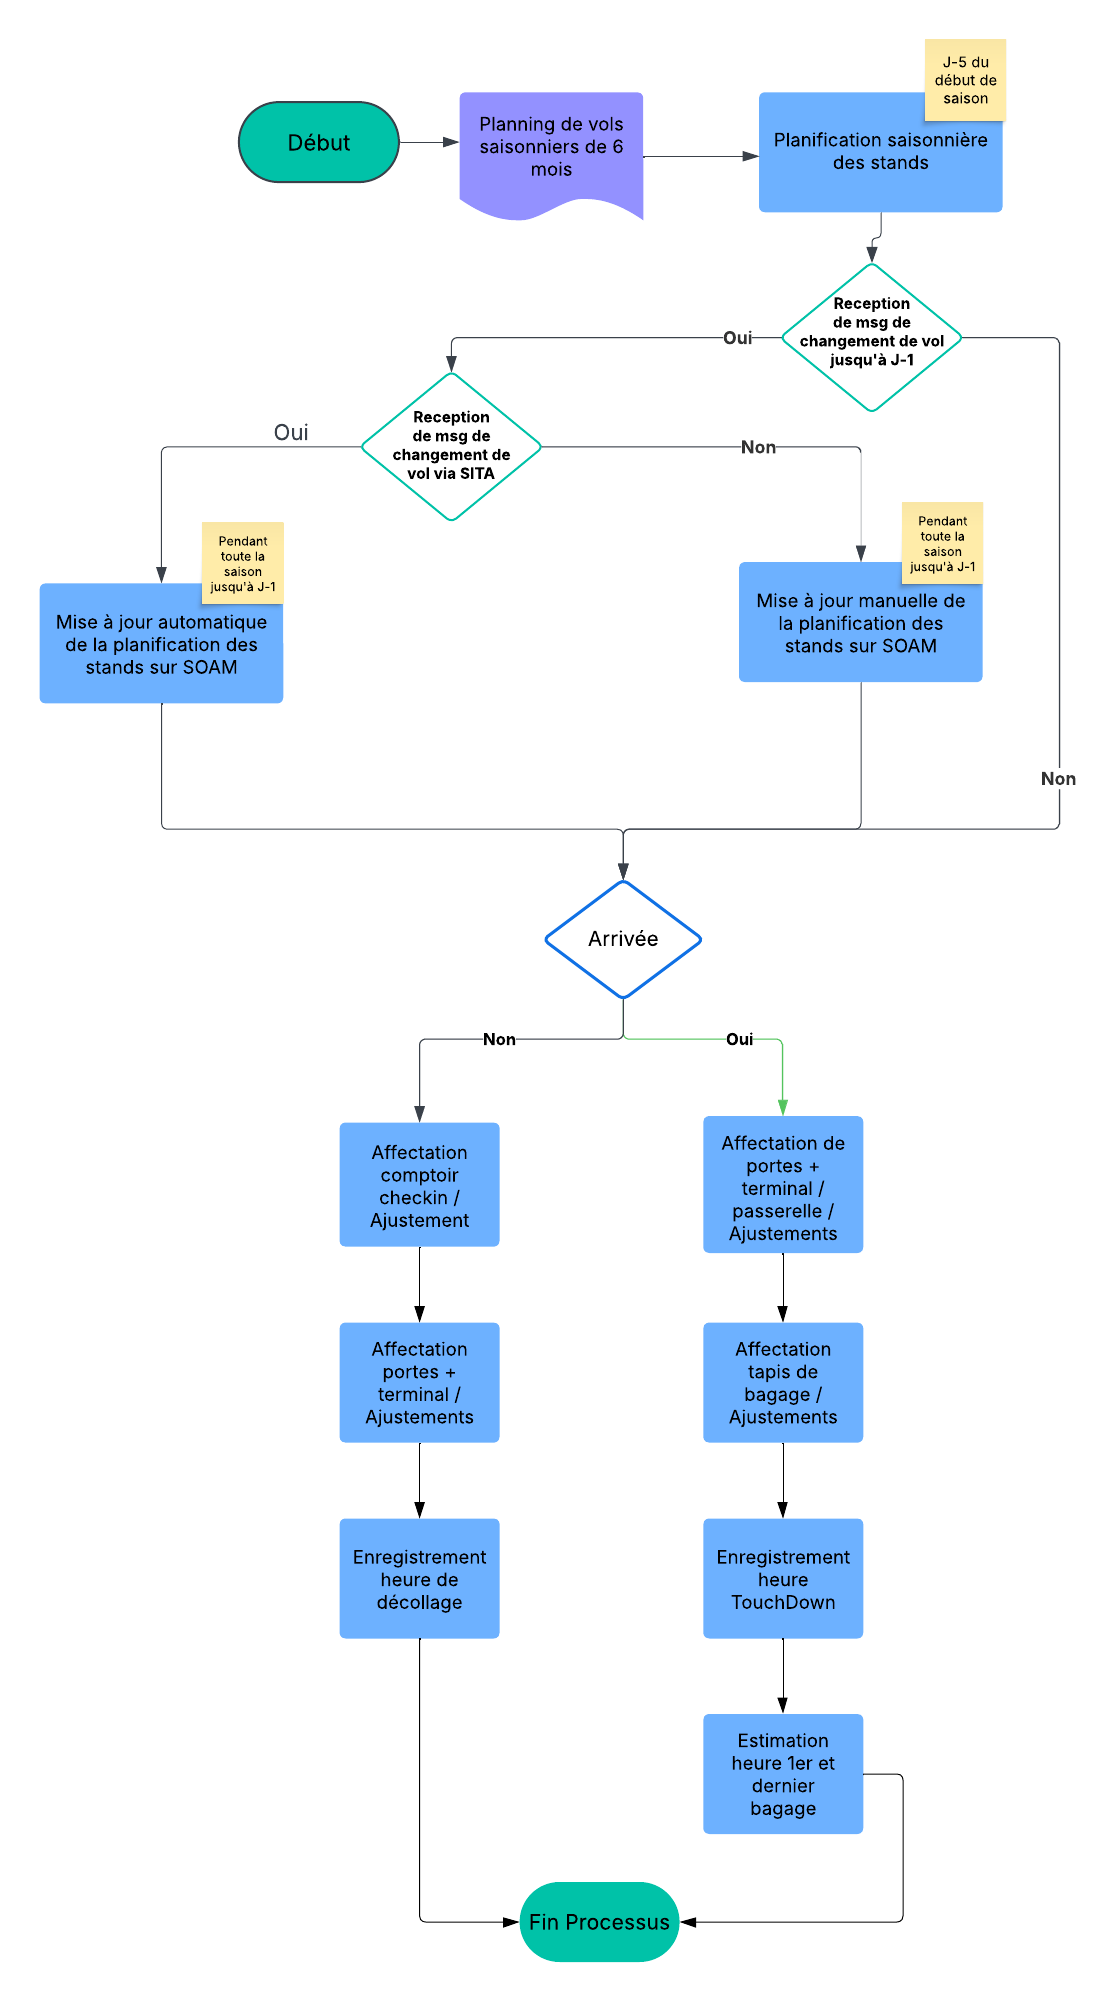 J-5 du
début de
saison
Début
Planning de vols
saisonniers de 6
mois
Planification saisonnière
des stands
Reception
de msg de
changement de vol
jusqu'à J-1
Oui
Non
Reception
de msg de
changement de
vol via SITA
Oui
Non
Pendant
toute la
saison
jusqu'à J-1
Mise à jour automatique
de la planification des
stands sur SOAM
Pendant
toute la
saison
jusqu'à J-1
Mise à jour manuelle de
la planification des
stands sur SOAM
Arrivée
Non
Oui
Affectation
comptoir
checkin /
Ajustement
Affectation de
portes +
terminal /
passerelle /
Ajustements
Affectation
portes +
terminal /
Ajustements
Affectation
tapis de
bagage /
Ajustements
Enregistrement
heure de
décollage
Enregistrement
heure
TouchDown
Estimation
heure 1er et
dernier
bagage
Fin Processus